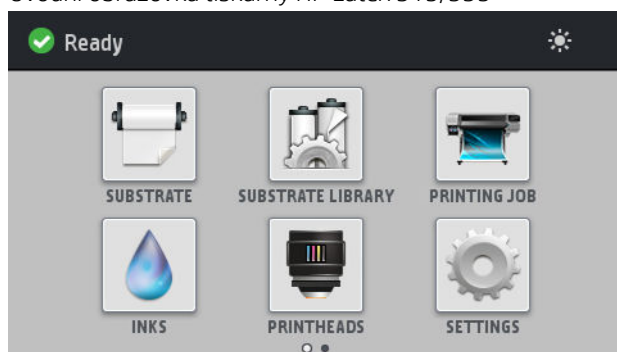 Ready
SUBSTRATE
SUBSTRATE LIBRARY
PRINTING JOB
INKS
PRINTHEADS
SETTINGS